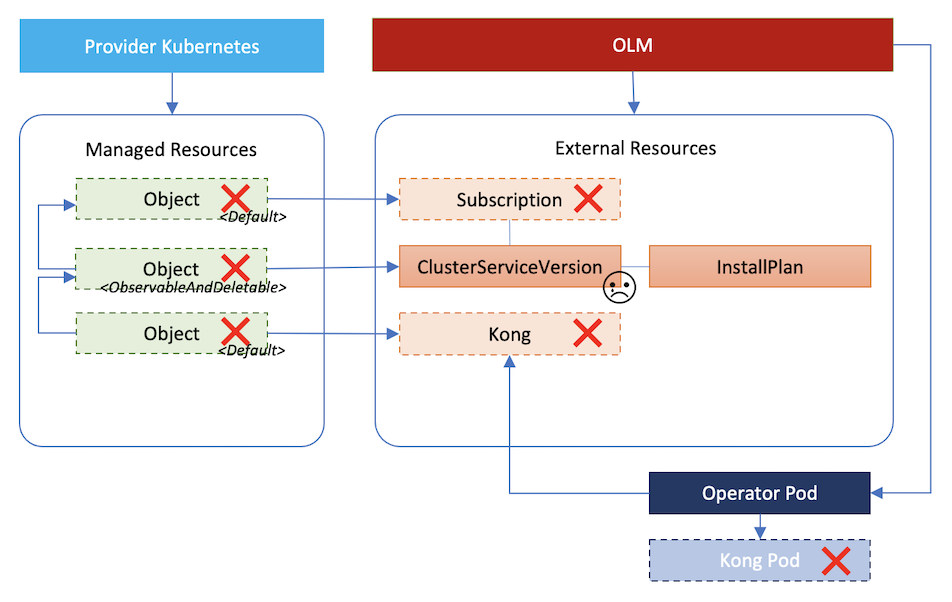 Provider Kubernetes
OLM
Managed Resources
External Resources
Object
<Default>
Subscription
Object
<ObservableAndDeletable>
ClusterServiceVersion
InstallPlan
Object
<Default>
Kong
Operator Pod
Kong Pod